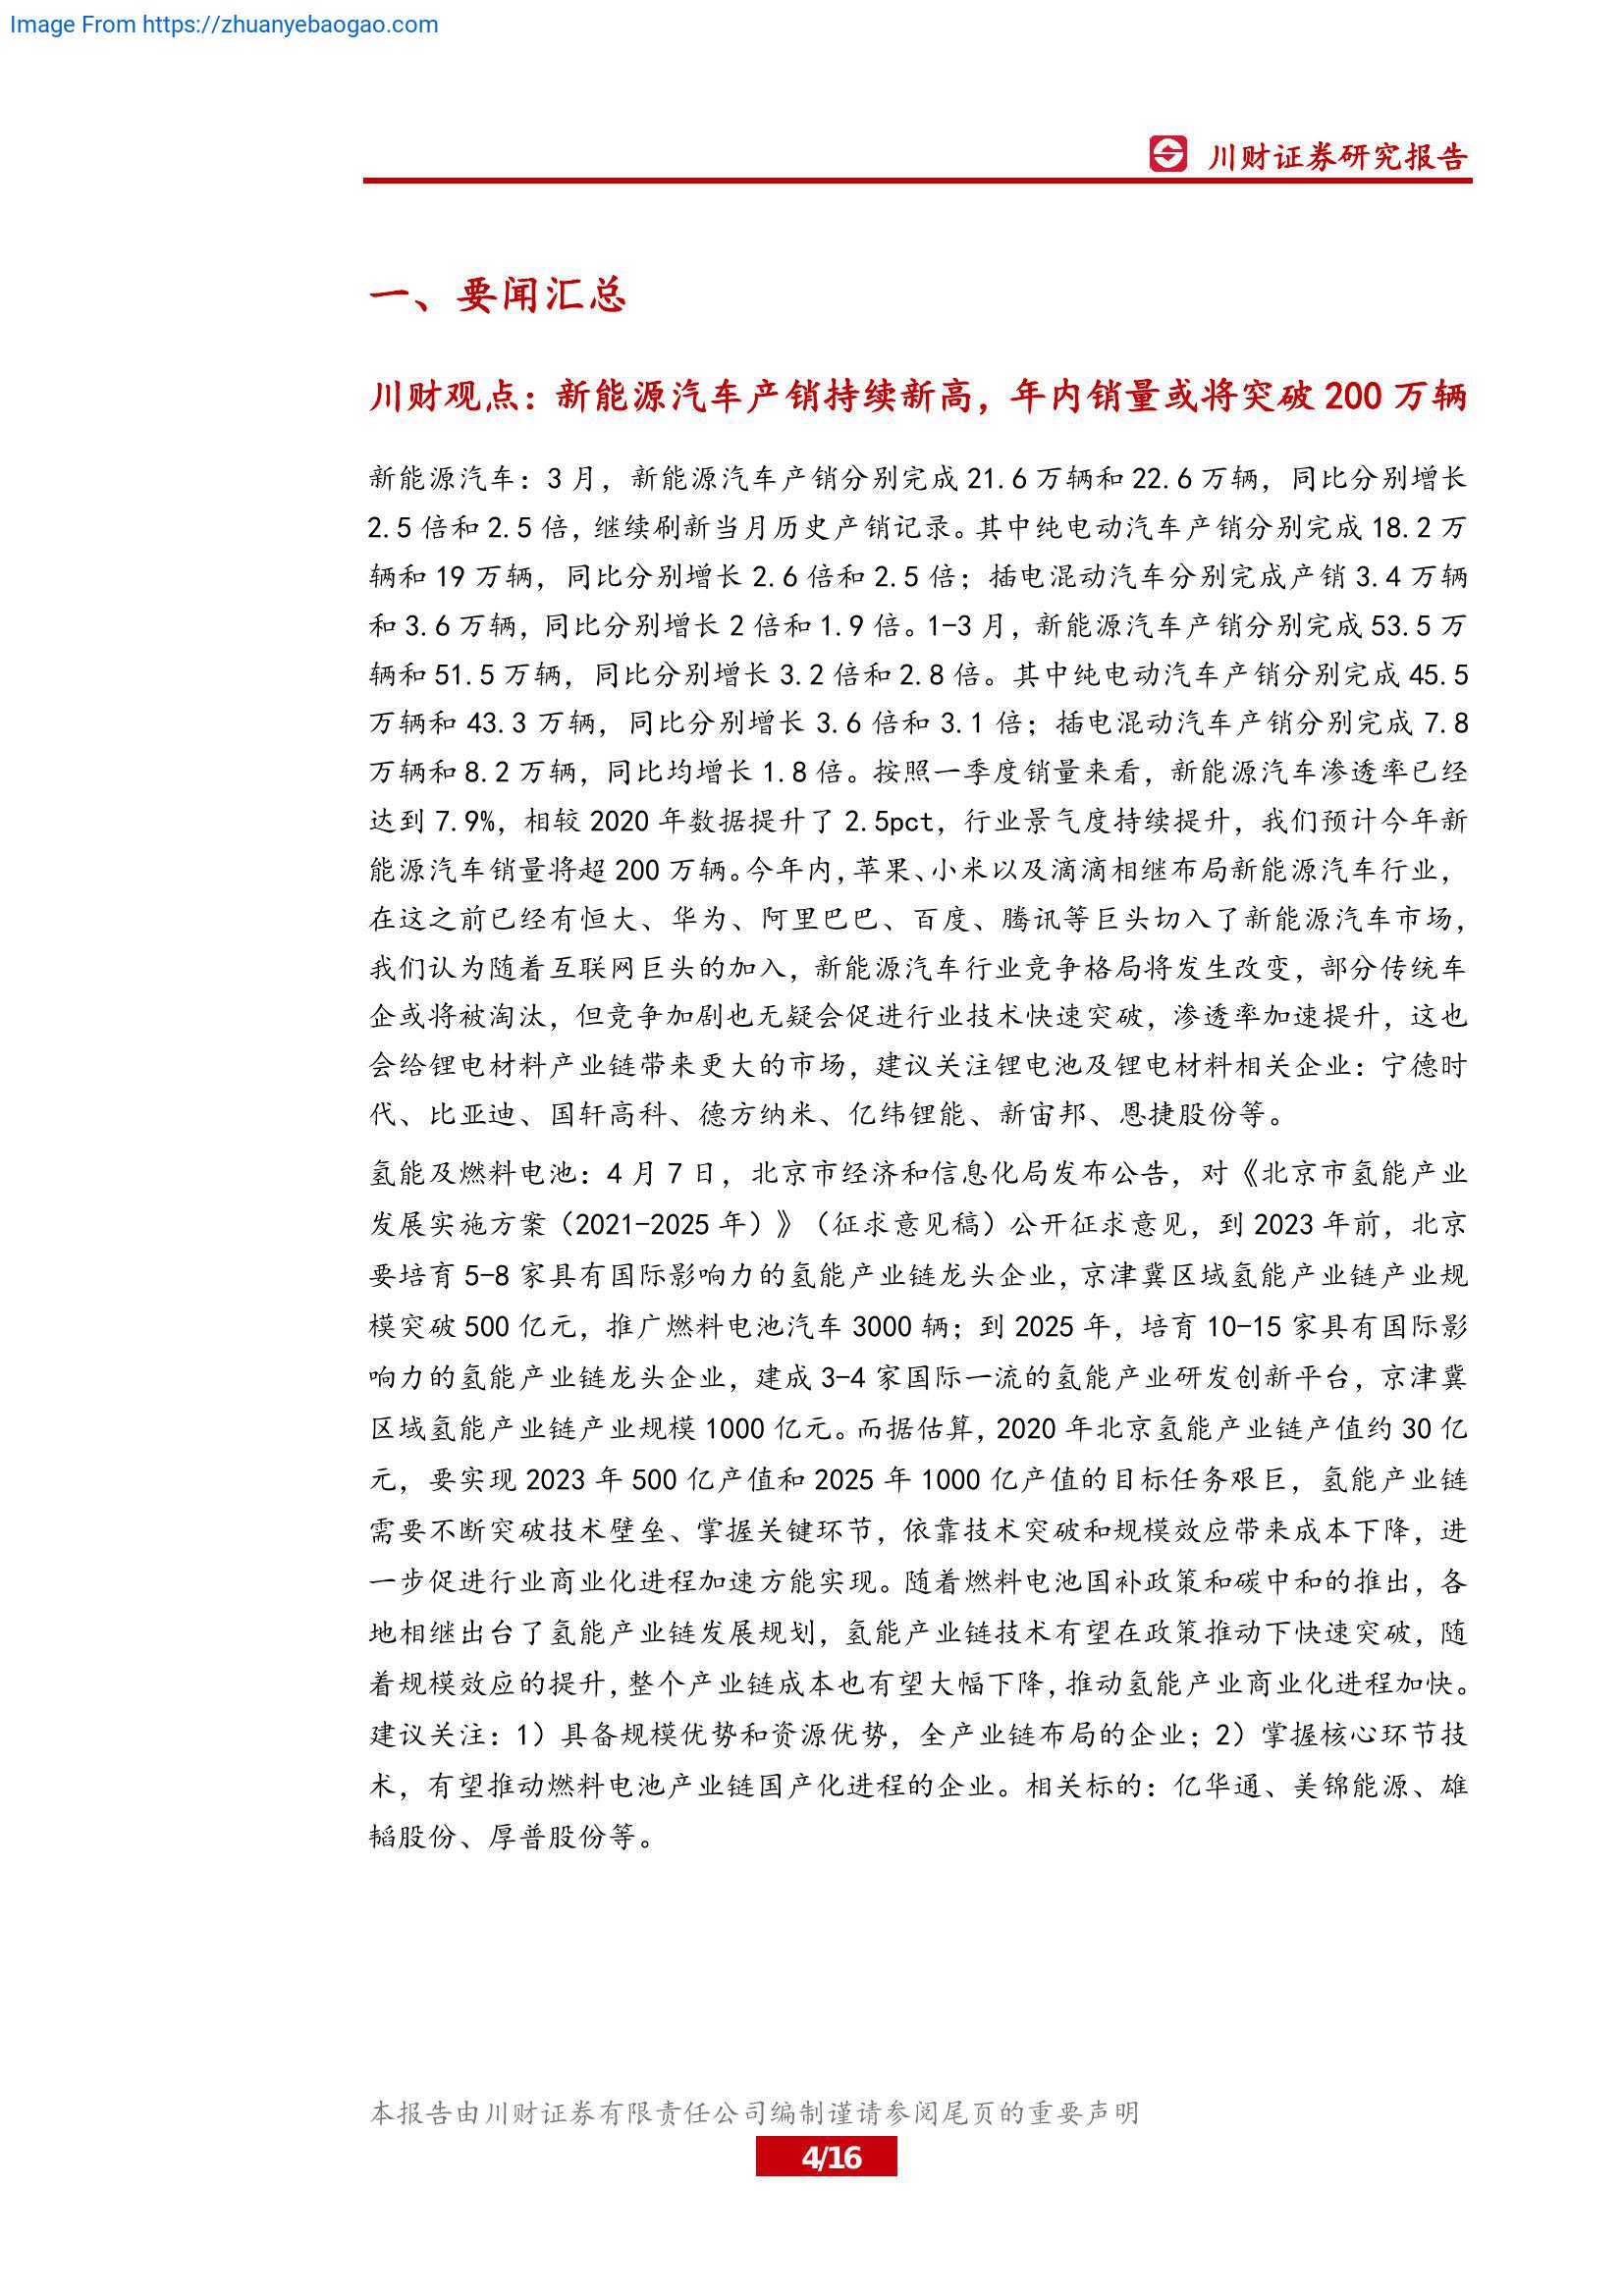 Image From https://zhuanyebaogao.com
川财证券研究报告
一、要闻汇总
川财观点：新能源汽车产销持续新高，年内销量或将突破 200 万辆
新能源汽车：3 月，新能源汽车产销分别完成 21.6 万辆和 22.6 万辆，同比分别增长
2.5 倍和 2.5 倍，继续刷新当月历史产销记录。其中纯电动汽车产销分别完成 18.2 万
辆和 19 万辆，同比分别增长 2.6 倍和 2.5 倍；插电混动汽车分别完成产销 3.4 万辆
和 3.6 万辆，同比分别增长 2 倍和 1.9 倍。1-3 月，新能源汽车产销分别完成 53.5 万
辆和 51.5 万辆，同比分别增长 3.2 倍和 2.8 倍。其中纯电动汽车产销分别完成 45.5
万辆和 43.3 万辆，同比分别增长 3.6 倍和 3.1 倍；插电混动汽车产销分别完成 7.8
万辆和 8.2 万辆，同比均增长 1.8 倍。按照一季度销量来看，新能源汽车渗透率已经
达到 7.9%，相较 2020 年数据提升了 2.5pct，行业景气度持续提升，我们预计今年新
能源汽车销量将超 200 万辆。今年内，苹果、小米以及滴滴相继布局新能源汽车行业，
在这之前已经有恒大、华为、阿里巴巴、百度、腾讯等巨头切入了新能源汽车市场，
我们认为随着互联网巨头的加入，新能源汽车行业竞争格局将发生改变，部分传统车
企或将被淘汰，但竞争加剧也无疑会促进行业技术快速突破，渗透率加速提升，这也
会给锂电材料产业链带来更大的市场，建议关注锂电池及锂电材料相关企业：宁德时
代、比亚迪、国轩高科、德方纳米、亿纬锂能、新宙邦、恩捷股份等。
氢能及燃料电池：4 月 7 日，北京市经济和信息化局发布公告，对《北京市氢能产业
发展实施方案（2021-2025 年）》（征求意见稿）公开征求意见，到 2023 年前，北京
要培育 5-8 家具有国际影响力的氢能产业链龙头企业，京津冀区域氢能产业链产业规
模突破 500 亿元，推广燃料电池汽车 3000 辆；到 2025 年，培育 10-15 家具有国际影
响力的氢能产业链龙头企业，建成 3-4 家国际一流的氢能产业研发创新平台，京津冀
区域氢能产业链产业规模 1000 亿元。而据估算，2020 年北京氢能产业链产值约 30 亿
元，要实现 2023 年 500 亿产值和 2025 年 1000 亿产值的目标任务艰巨，氢能产业链
需要不断突破技术壁垒、掌握关键环节，依靠技术突破和规模效应带来成本下降，进
一步促进行业商业化进程加速方能实现。随着燃料电池国补政策和碳中和的推出，各
地相继出台了氢能产业链发展规划，氢能产业链技术有望在政策推动下快速突破，随
着规模效应的提升，整个产业链成本也有望大幅下降，推动氢能产业商业化进程加快。
建议关注：1）具备规模优势和资源优势，全产业链布局的企业；2）掌握核心环节技
术，有望推动燃料电池产业链国产化进程的企业。相关标的：亿华通、美锦能源、雄
韬股份、厚普股份等。
本报告由川财证券有限责任公司编制谨请参阅尾页的重要声明
4/16